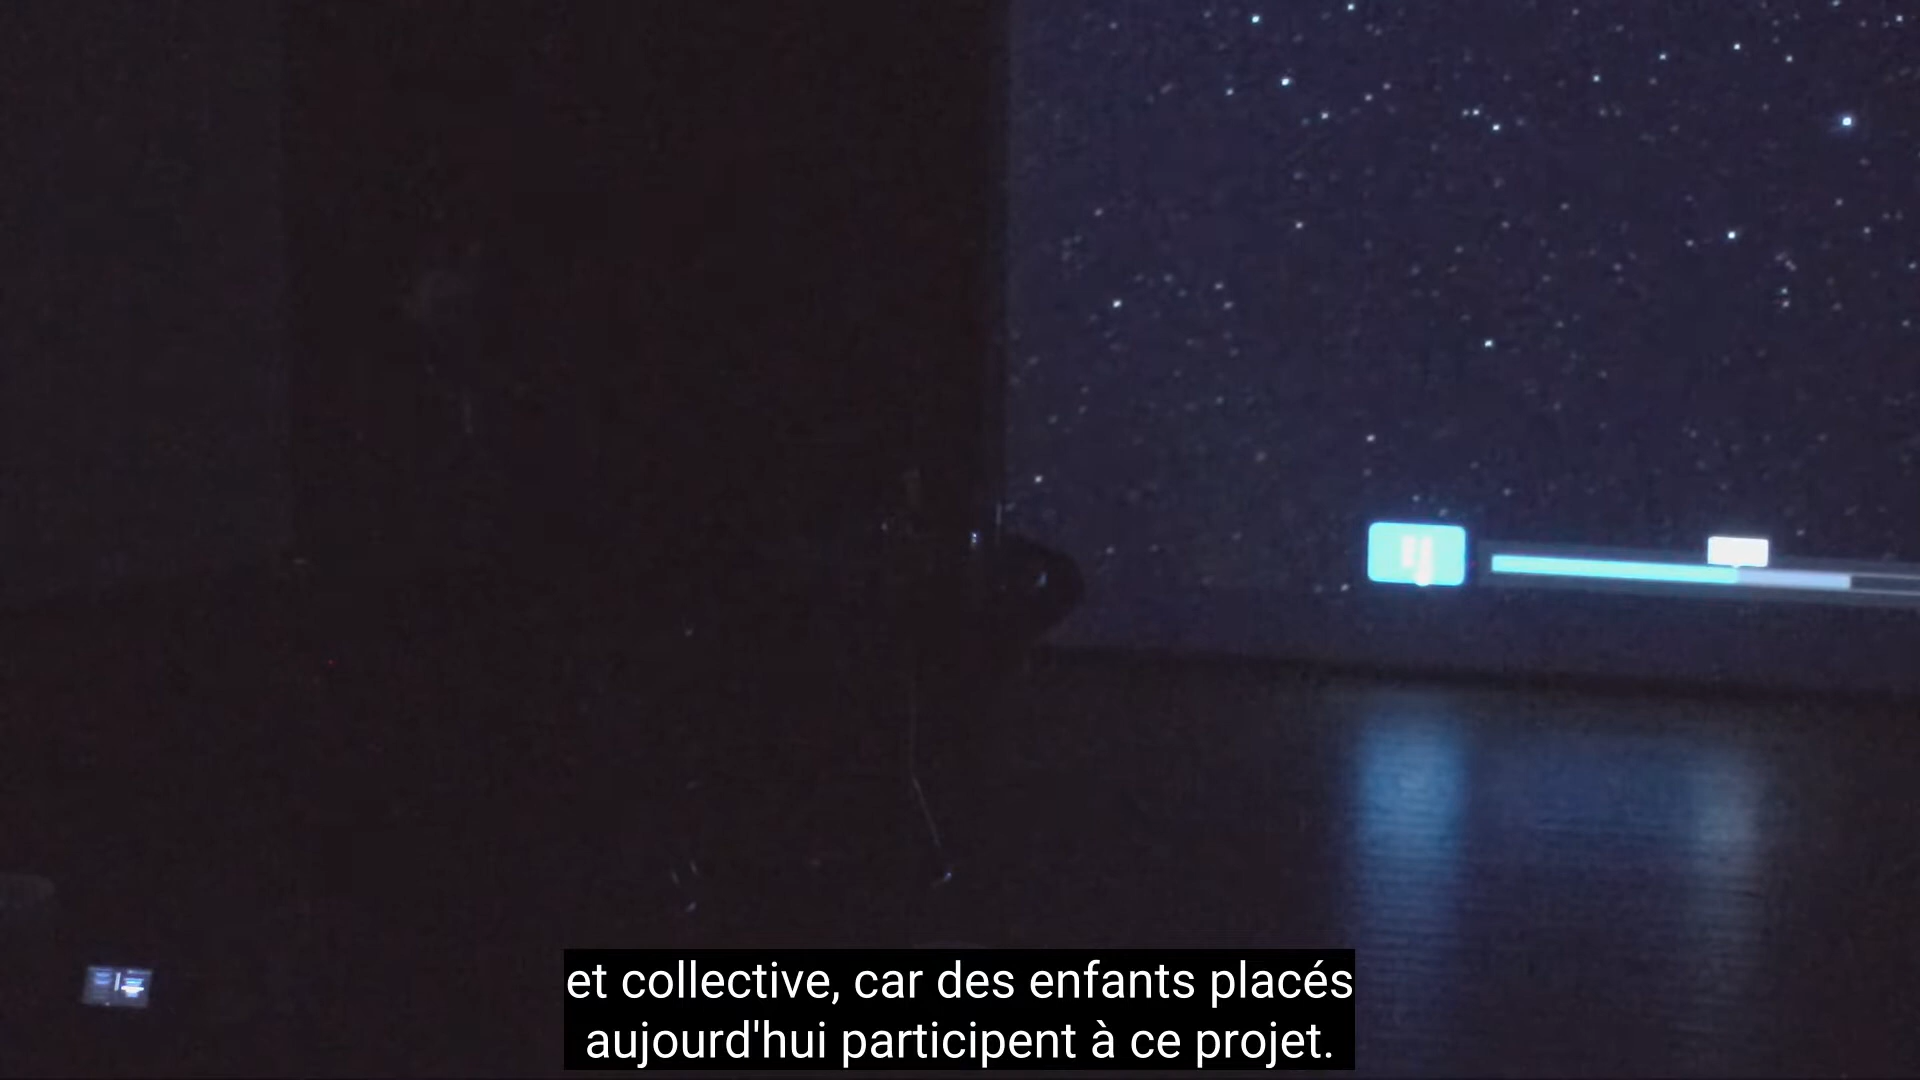 et collective, car des enfants placés
aujourd'hui participent à ce projet.